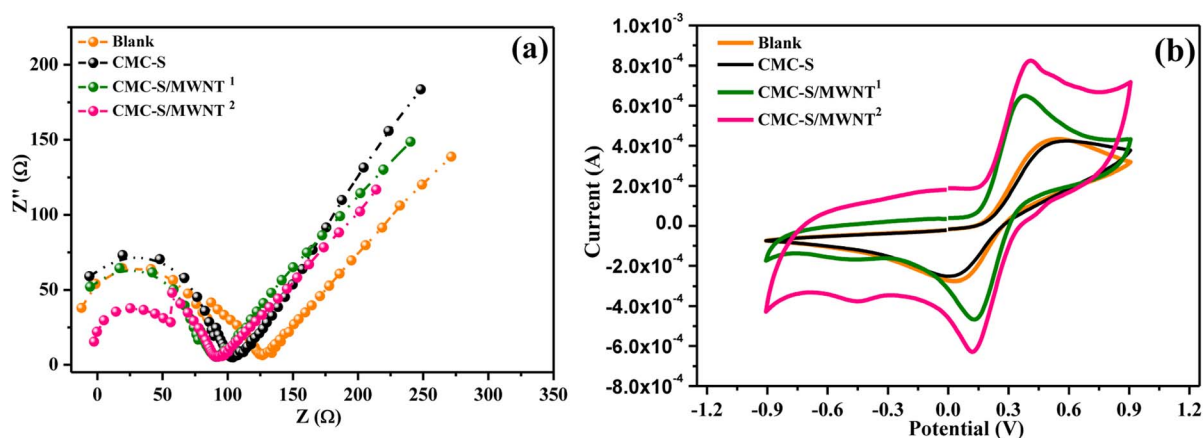 Blank
CMC-S
CMC-S/MWNT ¹
CMC-S/MWNT ²
(a)
200
150
100
50
0
Z'' (Ω)
0 50 100 150 200 250 300 350
Z (Ω)
Blank
CMC-S
CMC-S/MWNT¹
CMC-S/MWNT²
(b)
1.0x10⁻³
8.0x10⁻⁴
6.0x10⁻⁴
4.0x10⁻⁴
2.0x10⁻⁴
0.0
-2.0x10⁻⁴
-4.0x10⁻⁴
-6.0x10⁻⁴
-8.0x10⁻⁴
Current (A)
-1.2 -0.9 -0.6 -0.3 0.0 0.3 0.6 0.9 1.2
Potential (V)